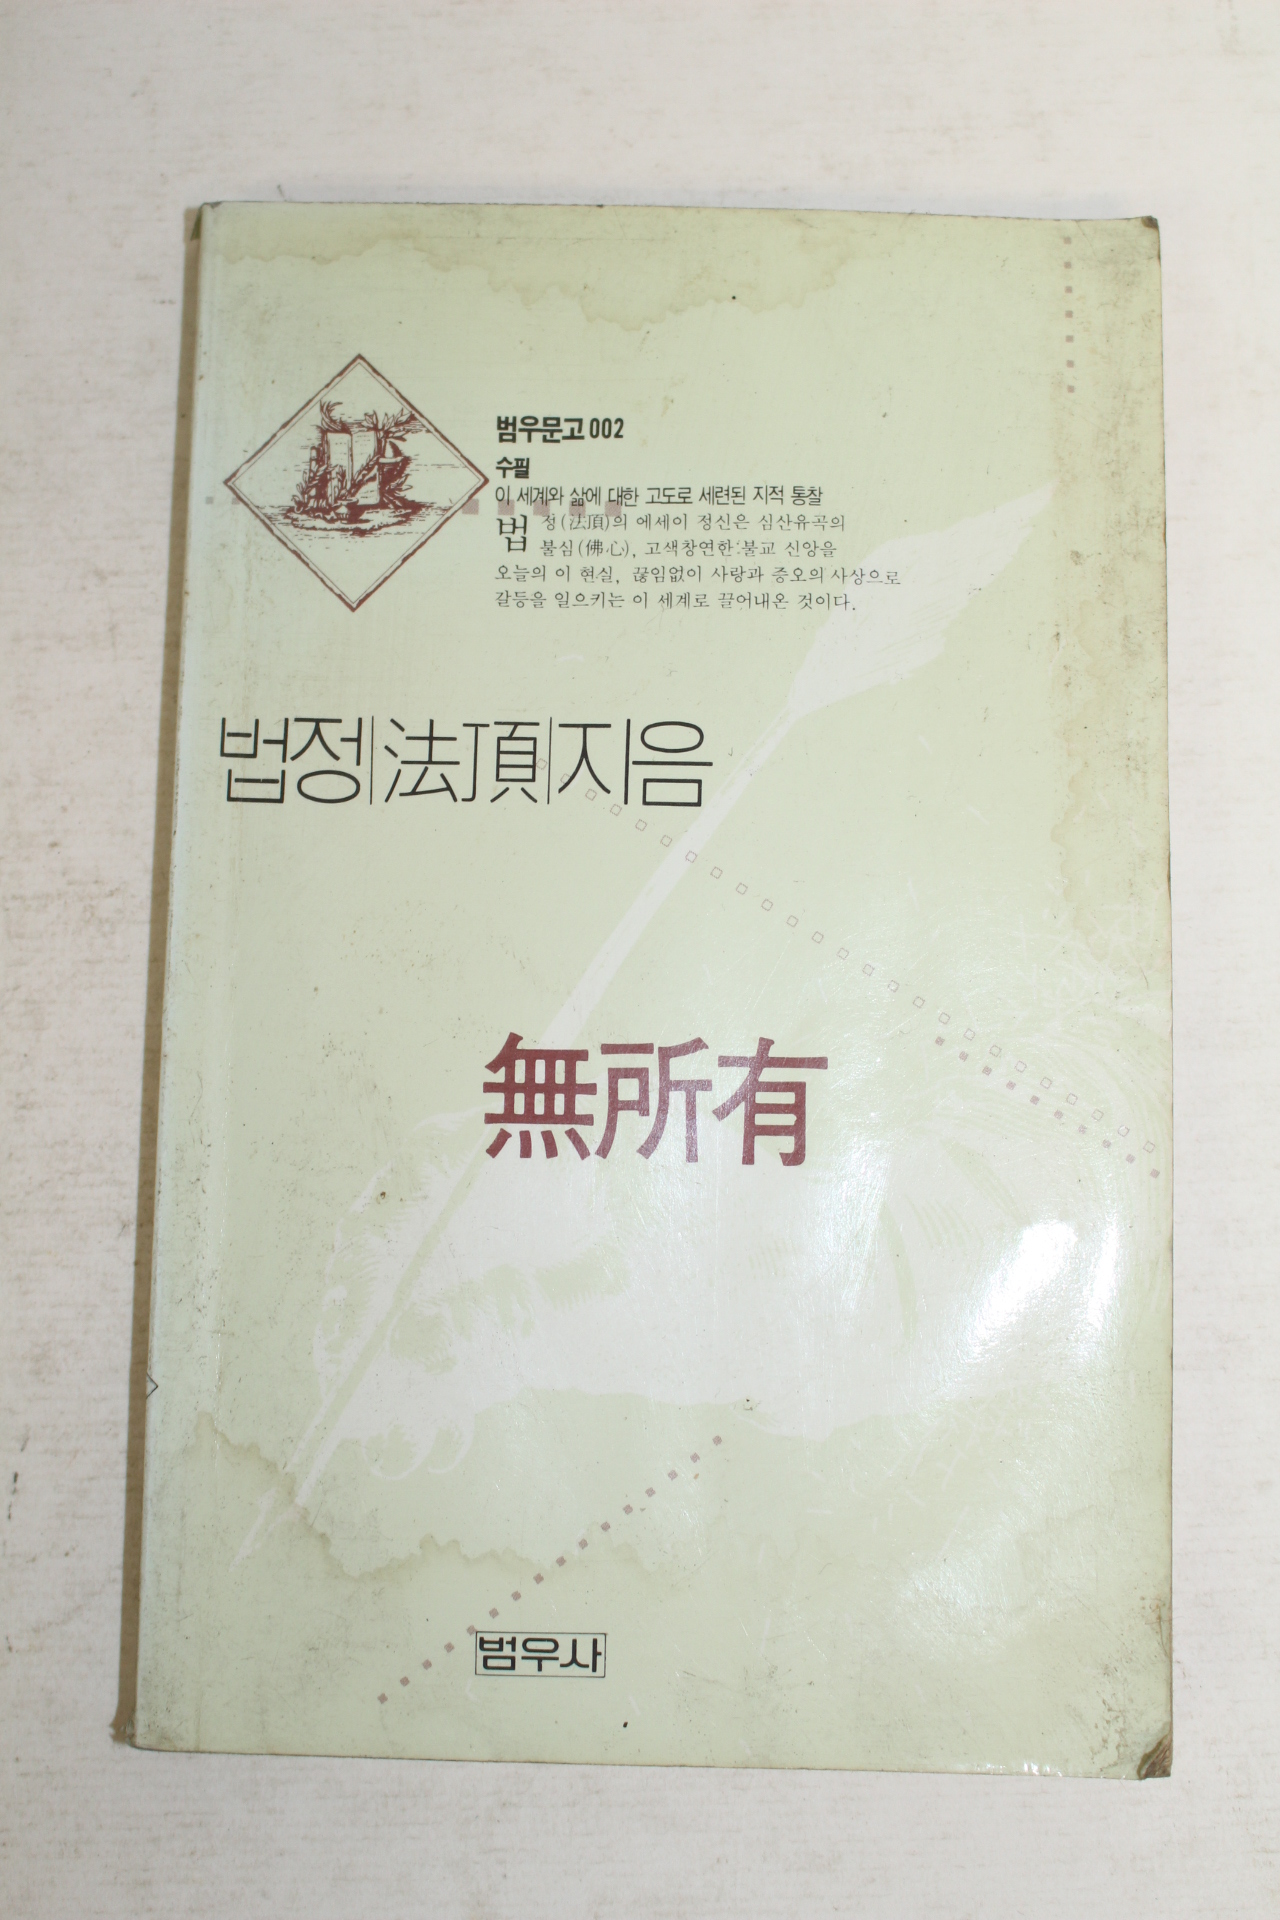 범우문고 002
수필
이 세계와 삶에 대한 고도로 세련된 지적 통찰
법정(法頂)의 에세이 정신은 심산유곡의
불심(佛心), 고색창연한 불교 신앙을
오늘의 이 현실, 끊임없이 사랑과 증오의 사상으로
갈등을 일으키는 이 세계로 끌어내온 것이다.
법정|法頂|지음
無所有
범우사